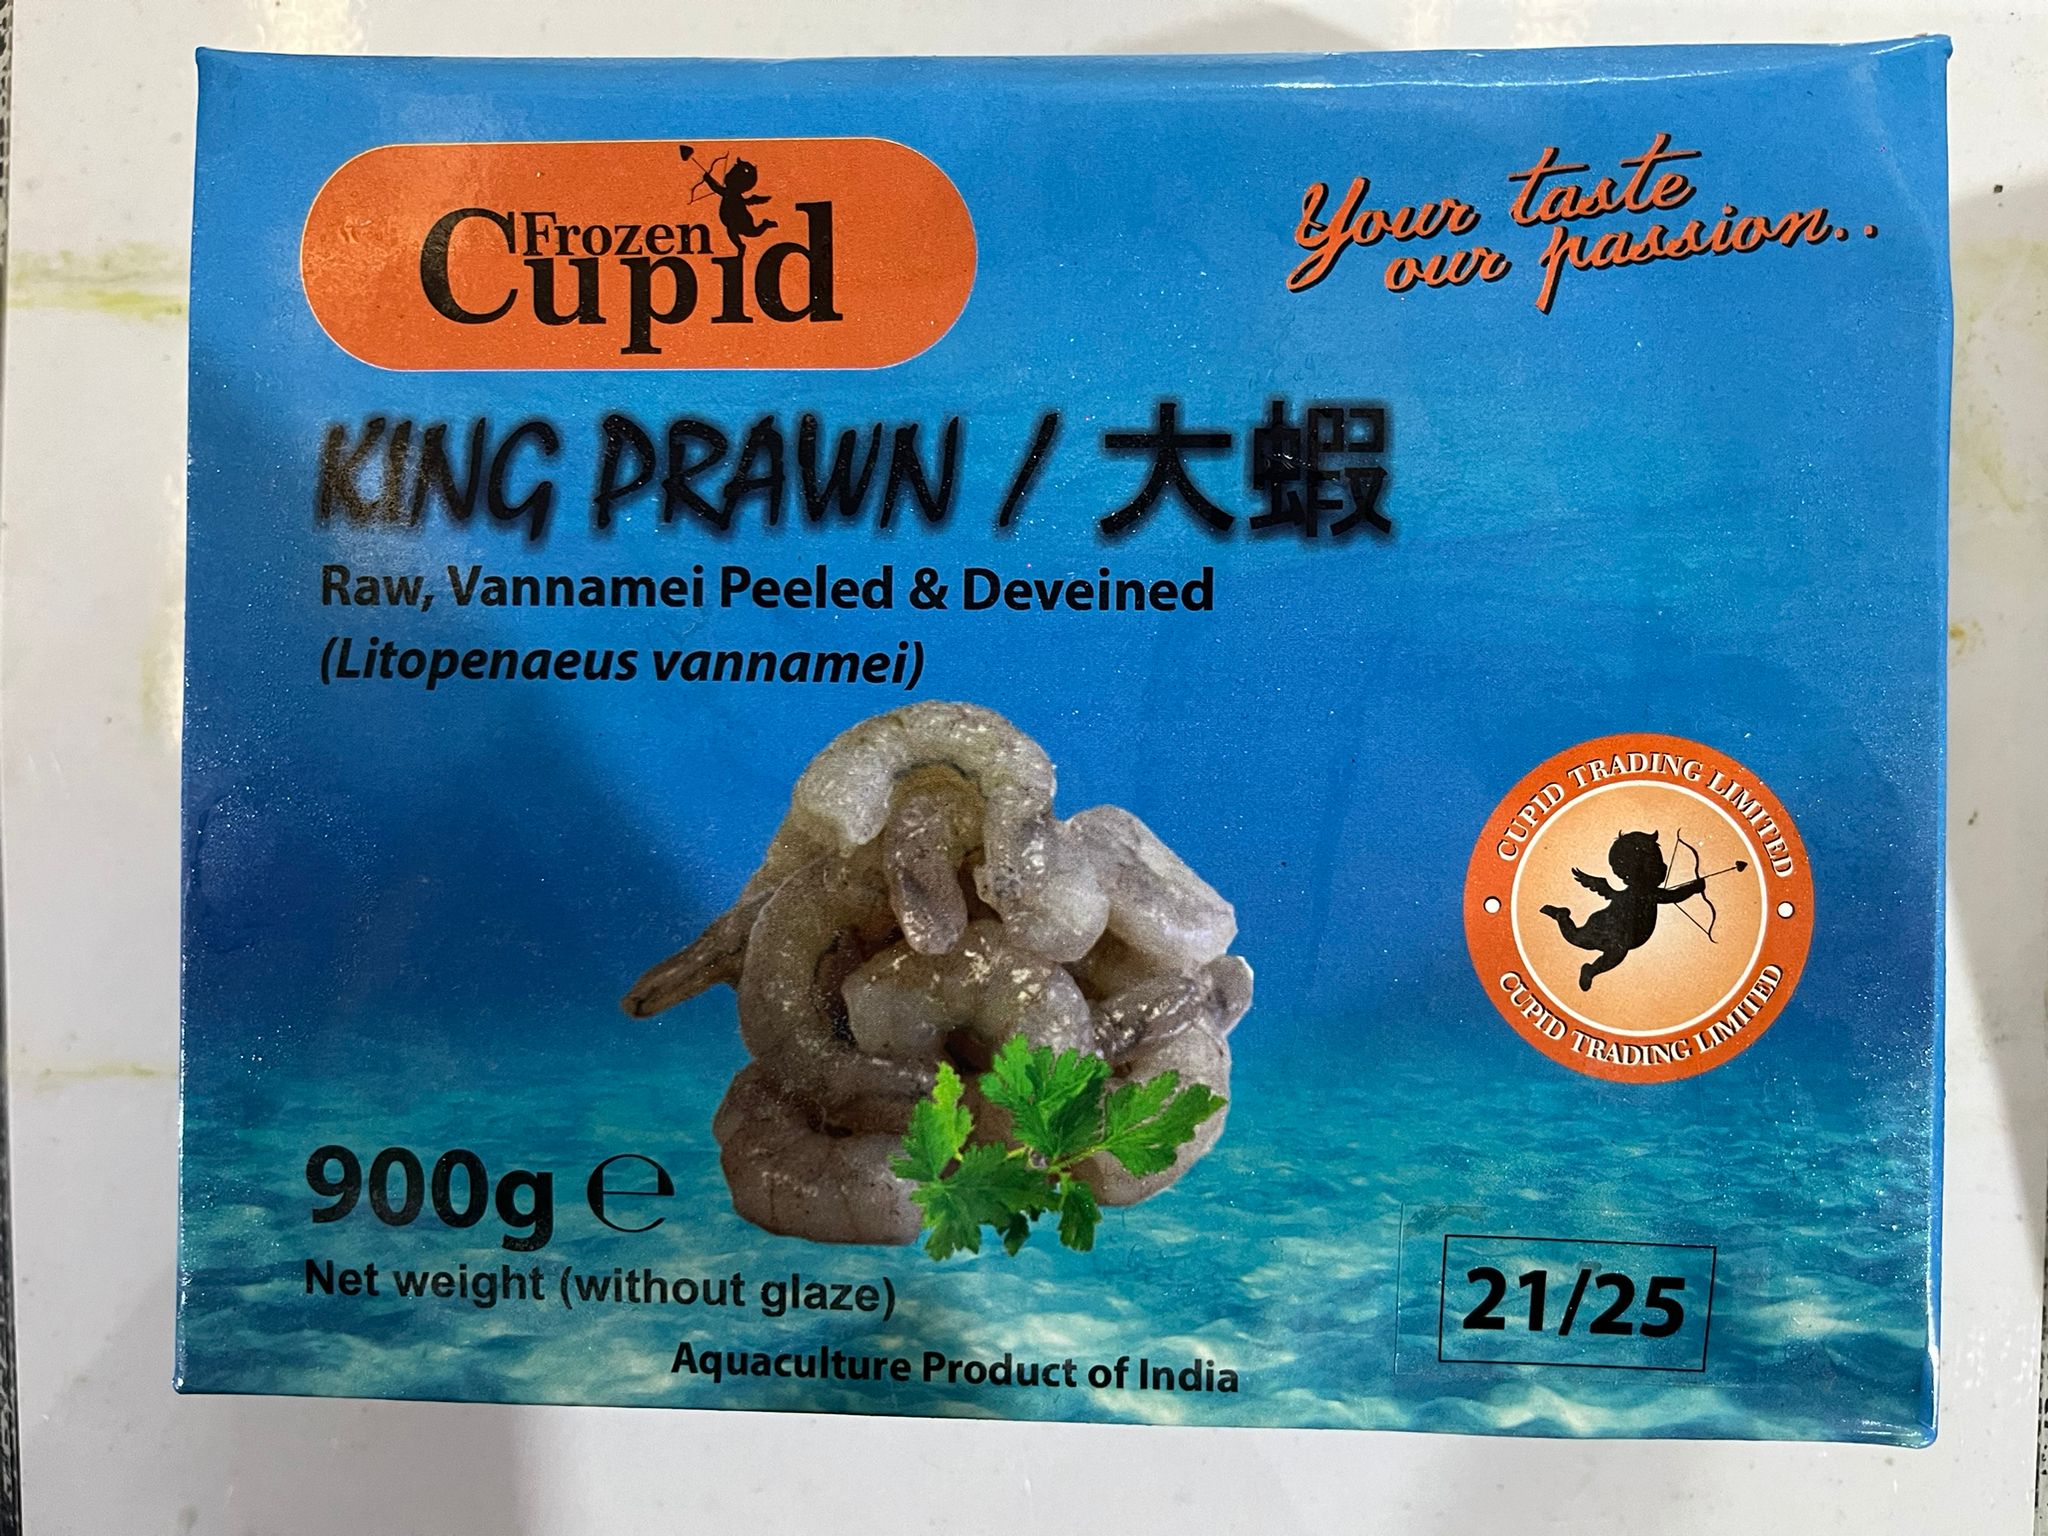 Frozen
Cupid
Your taste
our passion..
KING PRAWN / 大蝦
Raw, Vannamei Peeled & Deveined
(Litopenaeus vannamei)
CUPID TRADING LIMITED
CUPID TRADING LIMITED
900g ℮
Net weight (without glaze)
21/25
Aquaculture Product of India